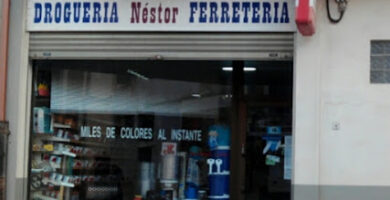 DROGUERIA Néstor FERRETERIA
MILES DE COLORES AL INSTANTE